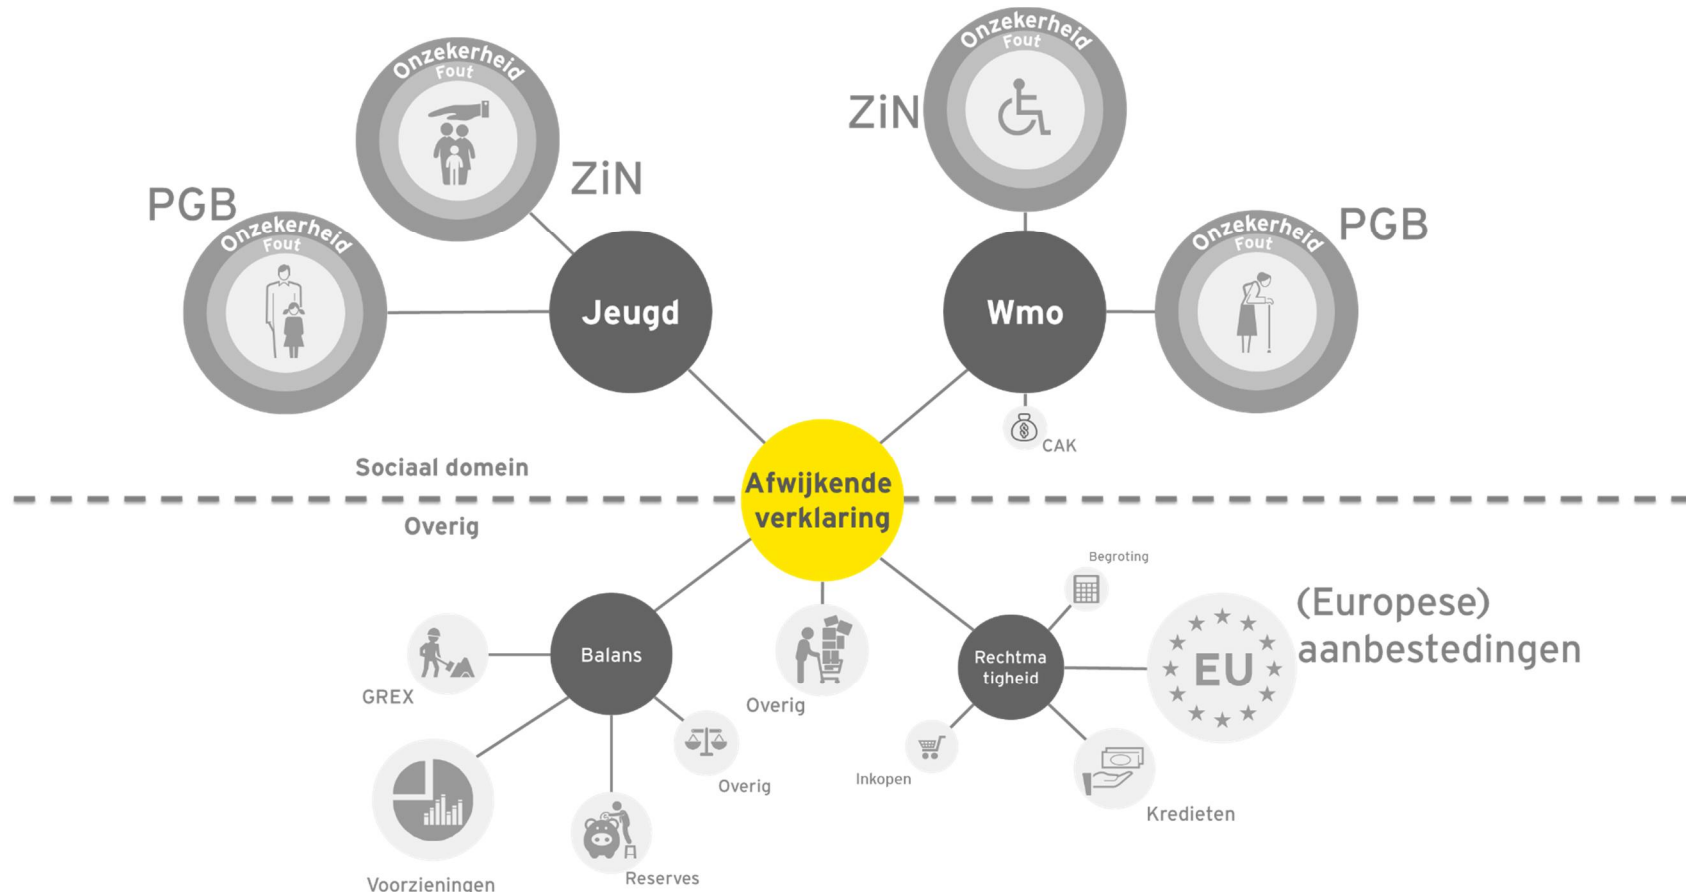 Onzekerheid
Fout
ZiN
PGB
Onzekerheid
Fout
Jeugd
Onzekerheid
Fout
ZiN
Wmo
Onzekerheid
Fout
PGB
CAK
Sociaal domein
Afwijkende
verklaring
Overig
Balans
GREX
Voorzieningen
Reserves
Overig
Overig
Rechtma
tigheid
Begroting
EU
(Europese)
aanbestedingen
Inkopen
Kredieten